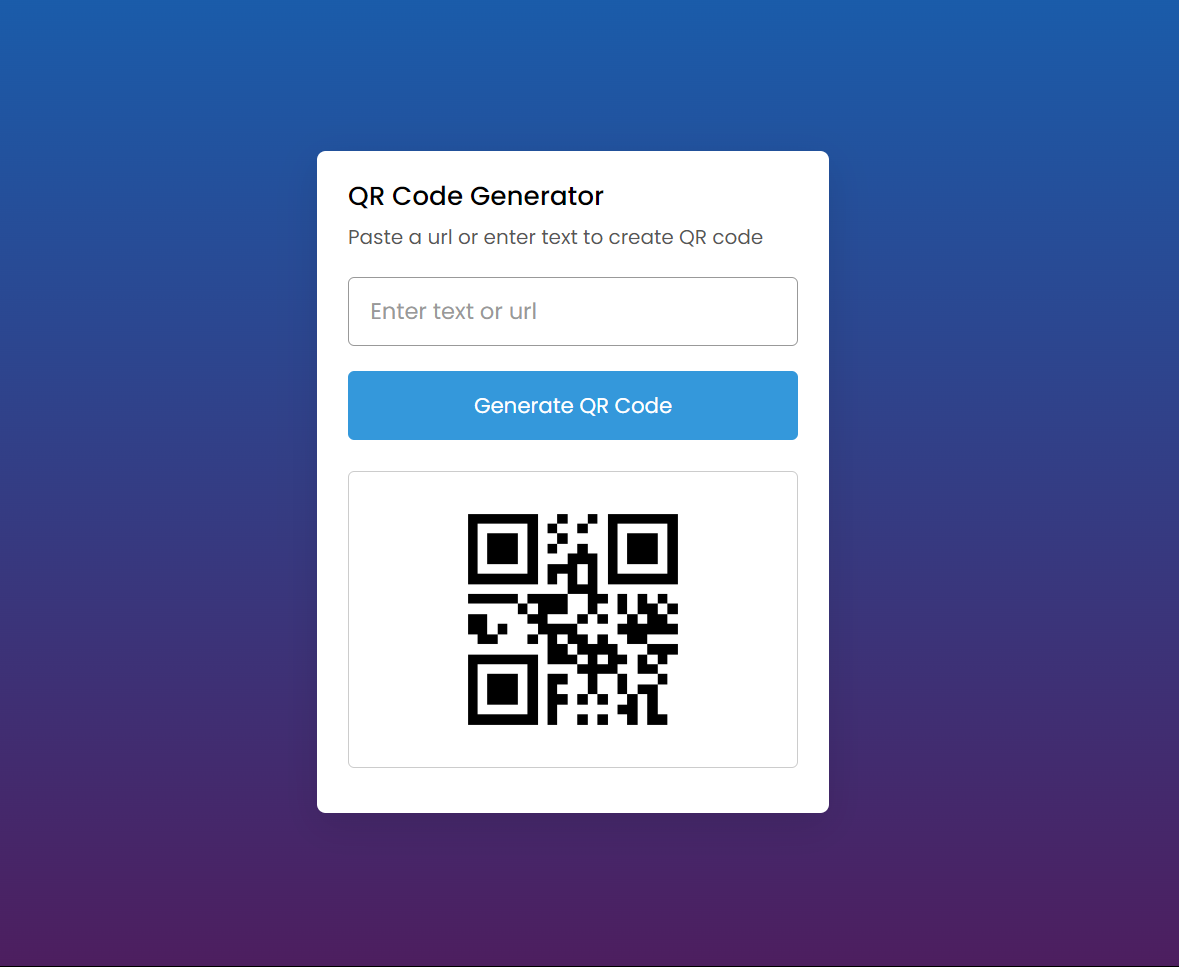 QR Code Generator
Paste a url or enter text to create QR code
Enter text or url
Generate QR Code